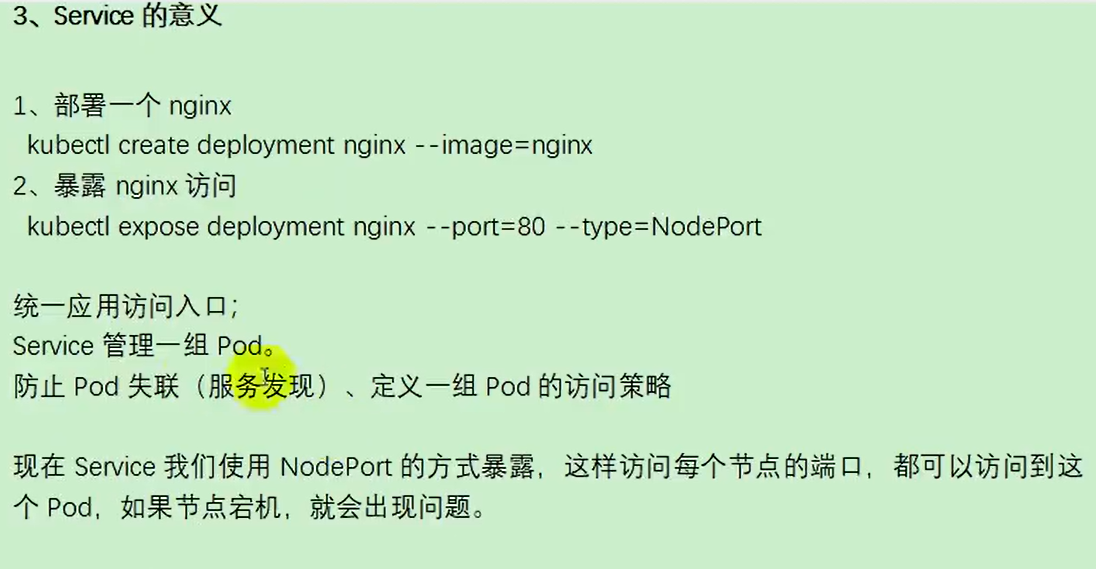 3、Service 的意义
1、部署一个 nginx
kubectl create deployment nginx --image=nginx
2、暴露 nginx 访问
kubectl expose deployment nginx --port=80 --type=NodePort
统一应用访问入口；
Service 管理一组 Pod。
防止 Pod 失联（服务发现）、定义一组 Pod 的访问策略
现在 Service 我们使用 NodePort 的方式暴露，这样访问每个节点的端口，都可以访问到这
个 Pod，如果节点宕机，就会出现问题。